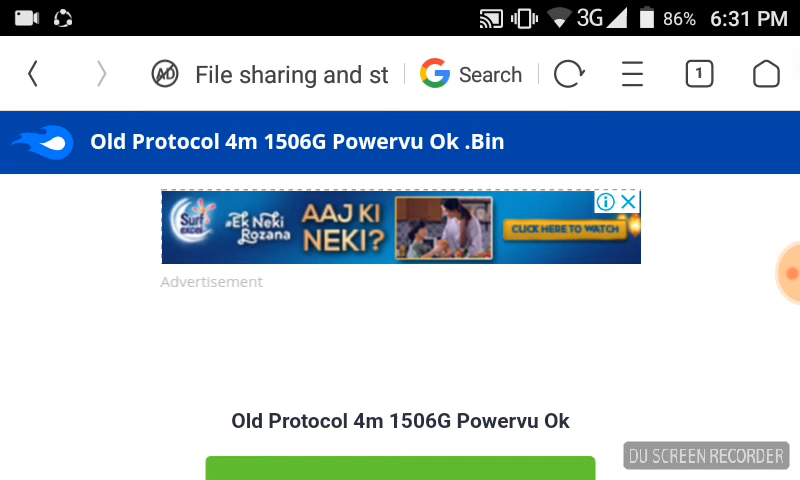 3G 86% 6:31 PM
AD File sharing and st G Search 1
Old Protocol 4m 1506G Powervu Ok .Bin
Surf excel #Ek Neki Rozana AAJ KI NEKI? CLICK HERE TO WATCH
Advertisement
Old Protocol 4m 1506G Powervu Ok
DU SCREEN RECORDER